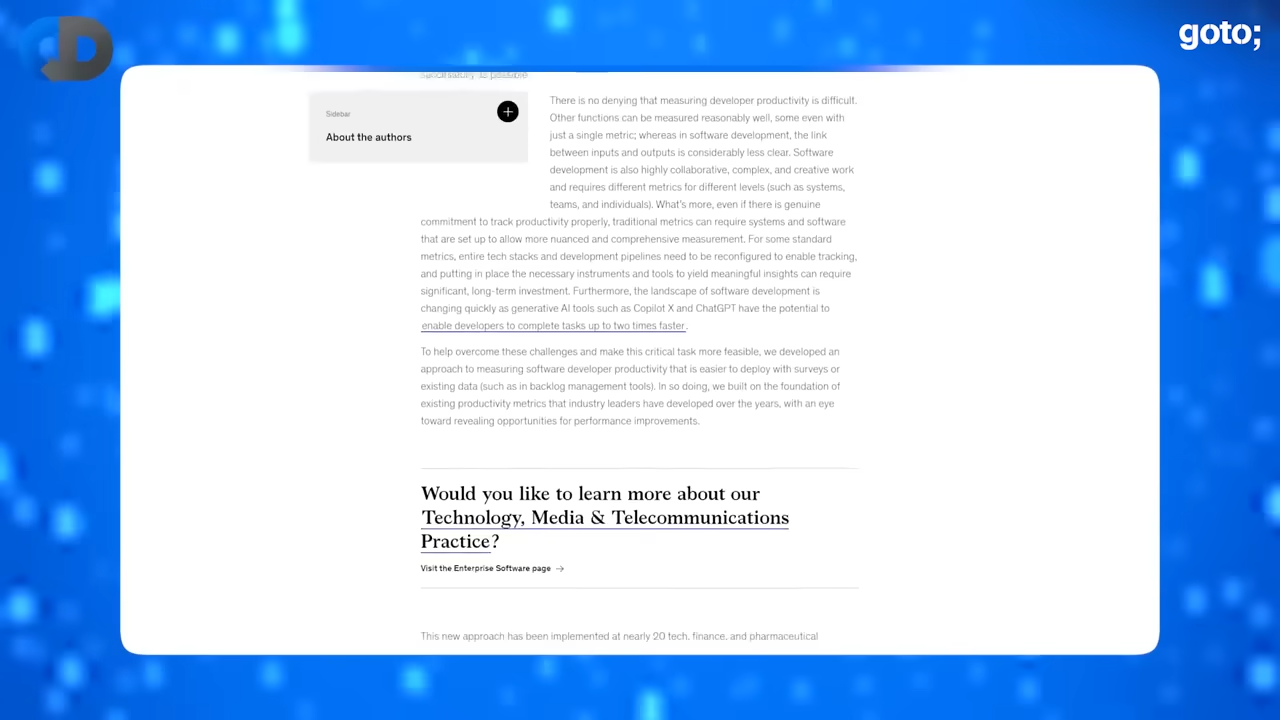 goto;
Sidebar
About the authors
There is no denying that measuring developer productivity is difficult.
Other functions can be measured reasonably well, some even with
just a single metric; whereas in software development, the link
between inputs and outputs is considerably less clear. Software
development is also highly collaborative, complex, and creative work
and requires different metrics for different levels (such as systems,
teams, and individuals). What's more, even if there is genuine
commitment to track productivity properly, traditional metrics can require systems and software
that are set up to allow more nuanced and comprehensive measurement. For some standard
metrics, entire tech stacks and development pipelines need to be reconfigured to enable tracking,
and putting in place the necessary instruments and tools to yield meaningful insights can require
significant, long-term investment. Furthermore, the landscape of software development is
changing quickly as generative AI tools such as Copilot X and ChatGPT have the potential to
enable developers to complete tasks up to two times faster.
To help overcome these challenges and make this critical task more feasible, we developed an
approach to measuring software developer productivity that is easier to deploy with surveys or
existing data (such as in backlog management tools). In so doing, we built on the foundation of
existing productivity metrics that industry leaders have developed over the years, with an eye
toward revealing opportunities for performance improvements.
Would you like to learn more about our
Technology, Media & Telecommunications
Practice?
Visit the Enterprise Software page →
This new approach has been implemented at nearly 20 tech, finance, and pharmaceutical